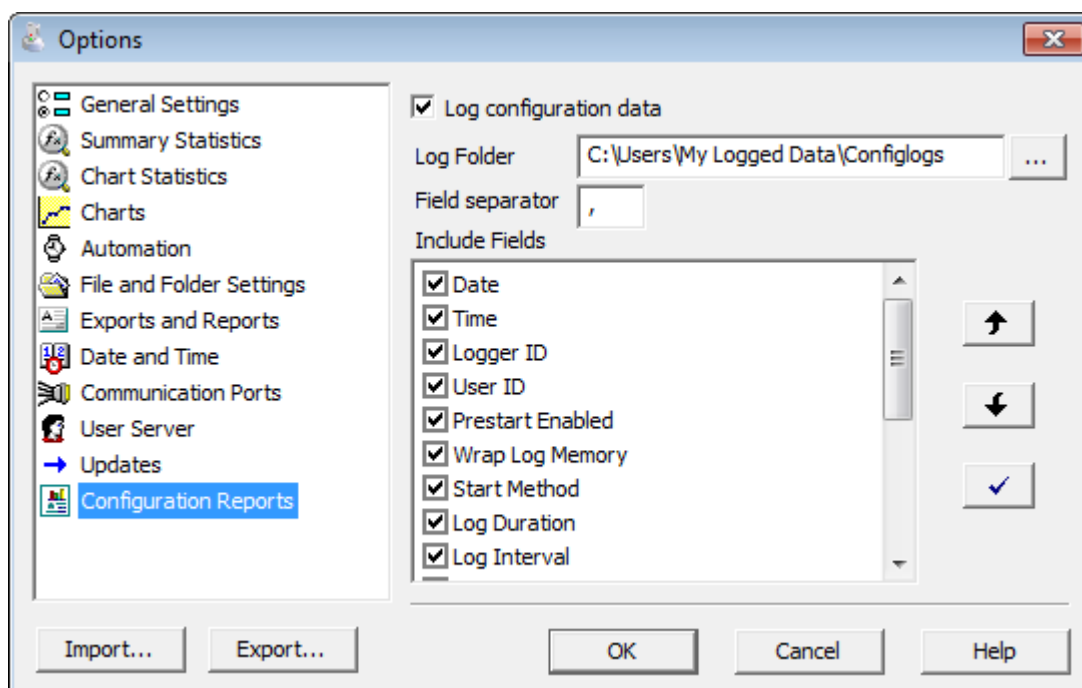 Options
General Settings
Summary Statistics
Chart Statistics
Charts
Automation
File and Folder Settings
Exports and Reports
Date and Time
Communication Ports
User Server
Updates
Configuration Reports
Log configuration data
Log Folder C:\Users\My Logged Data\Configlogs ...
Field separator ,
Include Fields
Date
Time
Logger ID
User ID
Prestart Enabled
Wrap Log Memory
Start Method
Log Duration
Log Interval
Import... Export... OK Cancel Help